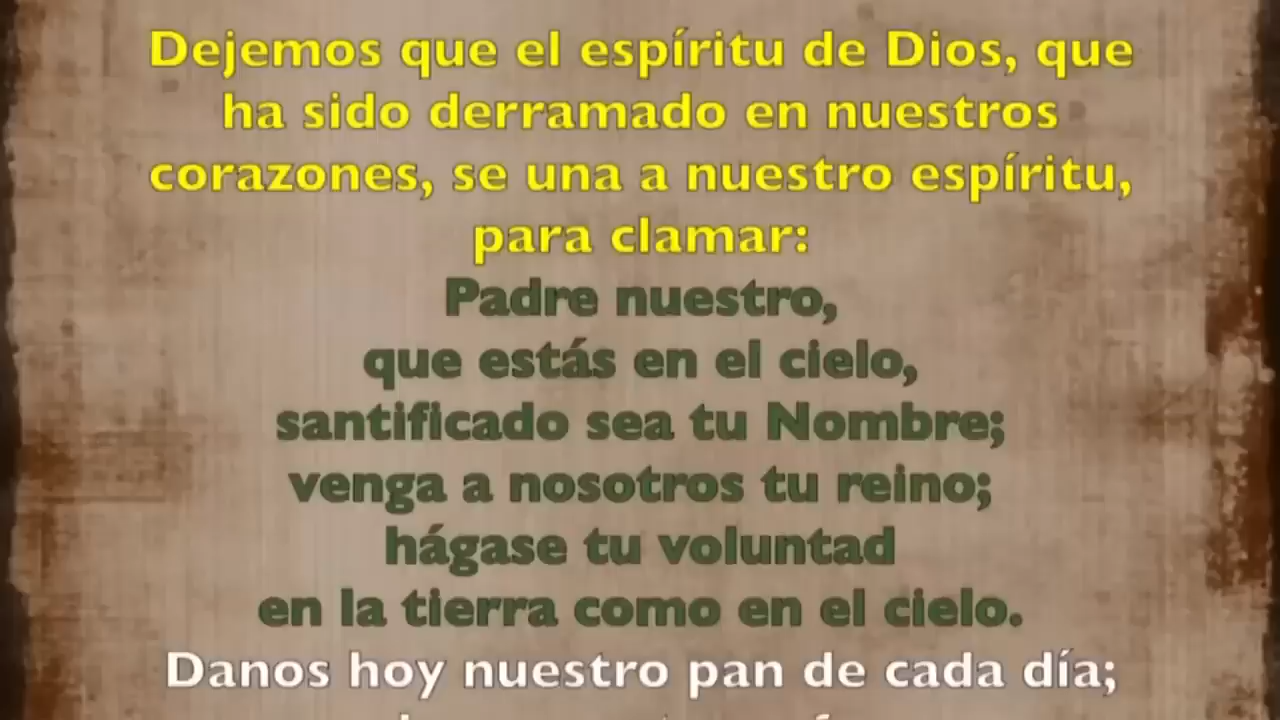 Dejemos que el espíritu de Dios, que
ha sido derramado en nuestros
corazones, se una a nuestro espíritu,
para clamar:
Padre nuestro,
que estás en el cielo,
santificado sea tu Nombre;
venga a nosotros tu reino;
hágase tu voluntad
en la tierra como en el cielo.
Danos hoy nuestro pan de cada día;